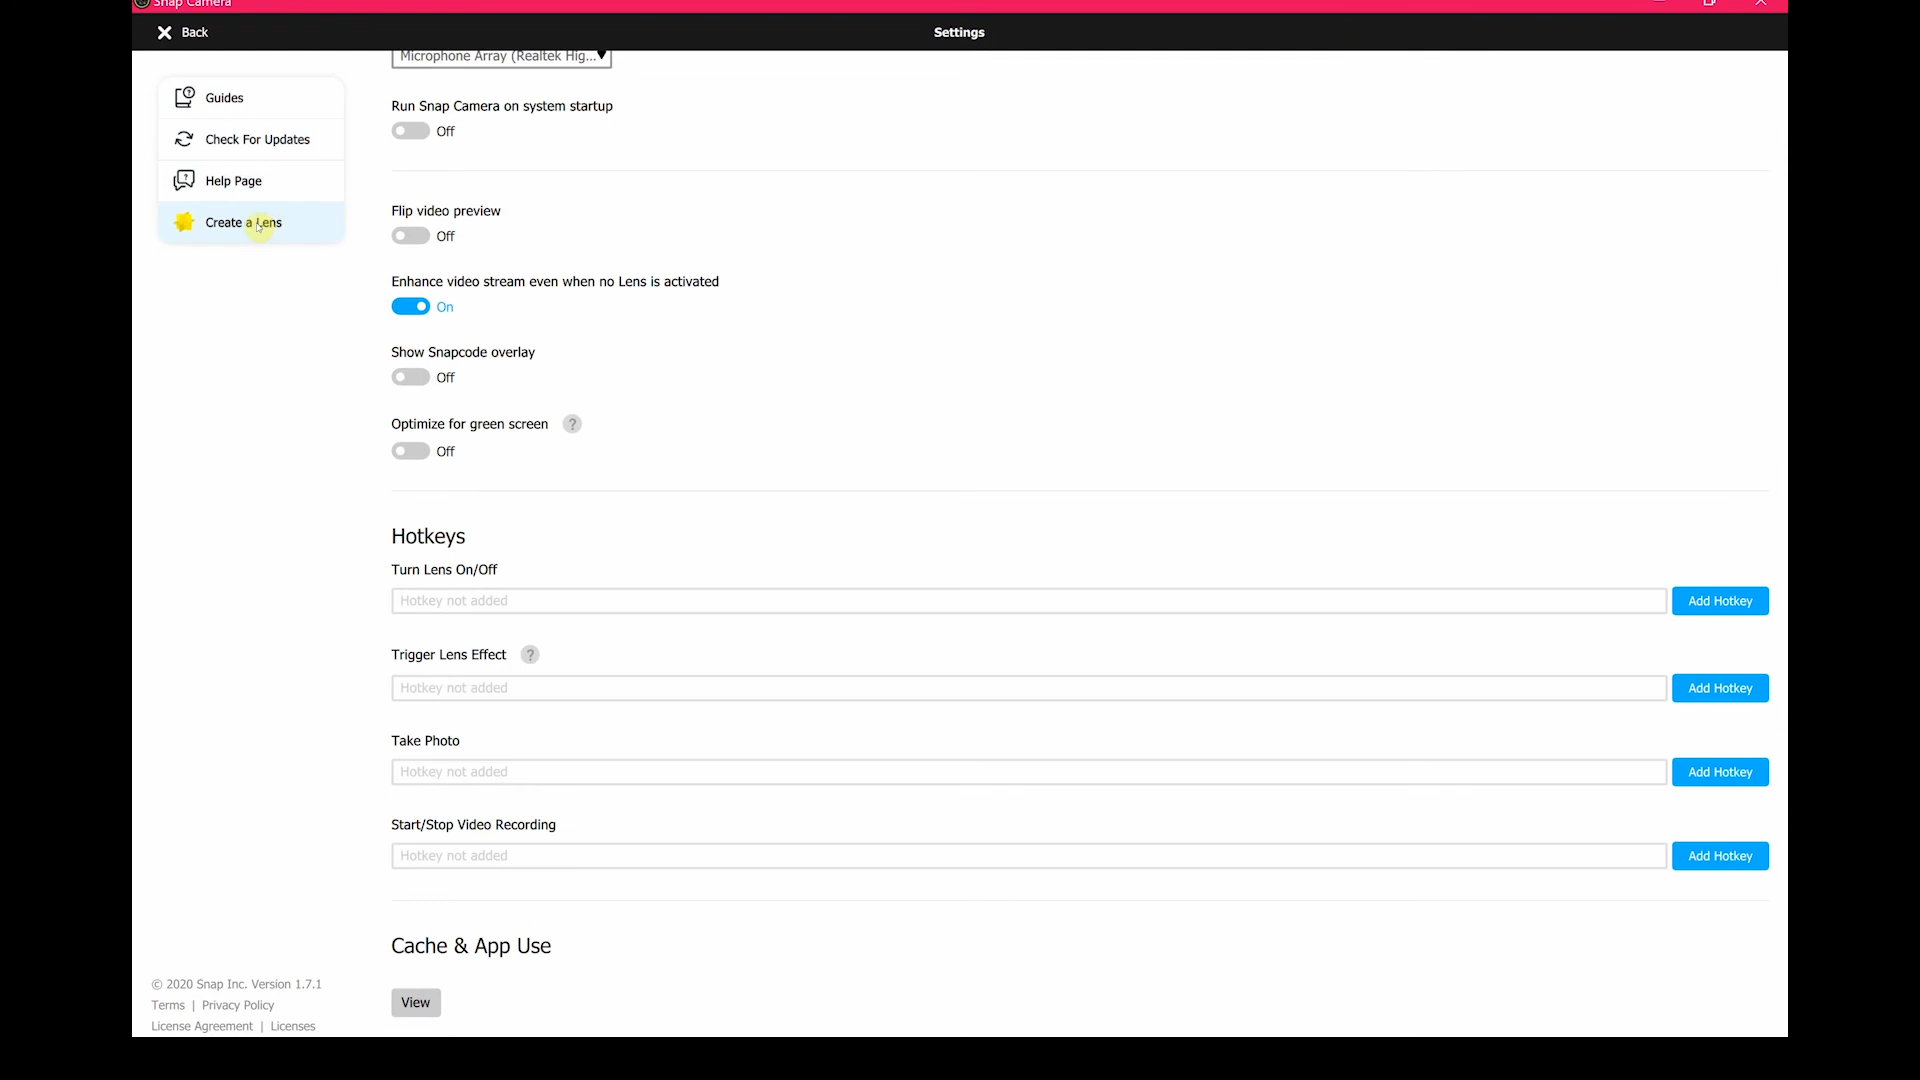 Snap Camera
Back
Settings
Microphone Array (Realtek Hig...
Guides
Check For Updates
Help Page
Create a Lens
Run Snap Camera on system startup
Off
Flip video preview
Off
Enhance video stream even when no Lens is activated
On
Show Snapcode overlay
Off
Optimize for green screen ?
Off
Hotkeys
Turn Lens On/Off
Hotkey not added Add Hotkey
Trigger Lens Effect ?
Hotkey not added Add Hotkey
Take Photo
Hotkey not added Add Hotkey
Start/Stop Video Recording
Hotkey not added Add Hotkey
Cache & App Use
View
© 2020 Snap Inc. Version 1.7.1
Terms | Privacy Policy
License Agreement | Licenses